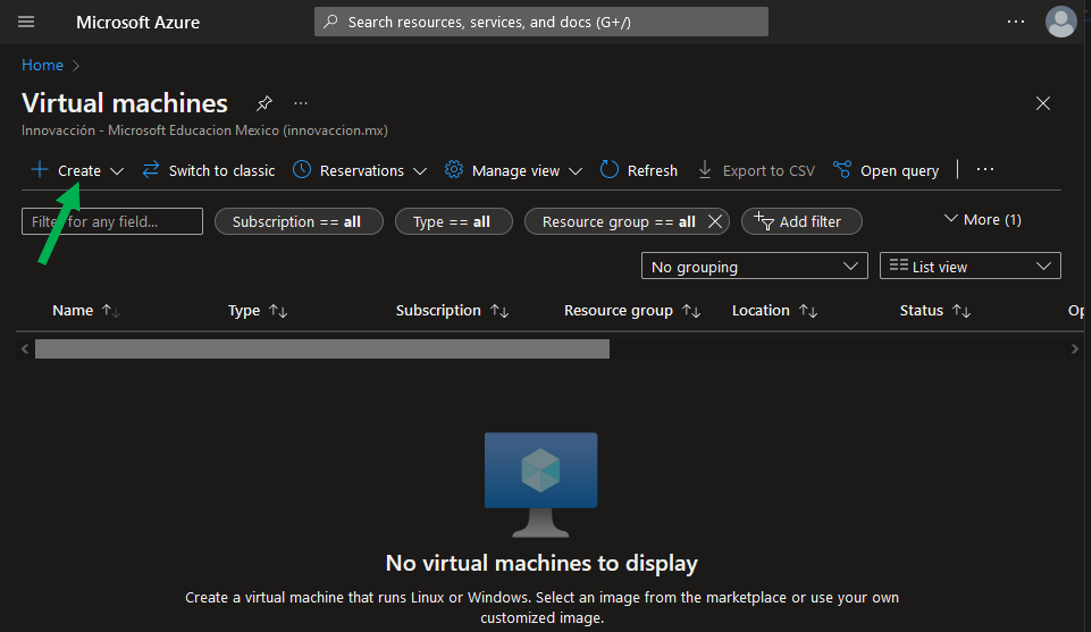 Microsoft Azure
Search resources, services, and docs (G+/)
...
Home >
Virtual machines ...
Innovacción - Microsoft Educacion Mexico (innovaccion.mx)
+ Create Switch to classic Reservations Manage view Refresh Export to CSV Open query | ...
Filter for any field... Subscription == all Type == all Resource group == all Add filter More (1)
No grouping List view
Name Type Subscription Resource group Location Status Op
No virtual machines to display
Create a virtual machine that runs Linux or Windows. Select an image from the marketplace or use your own
customized image.